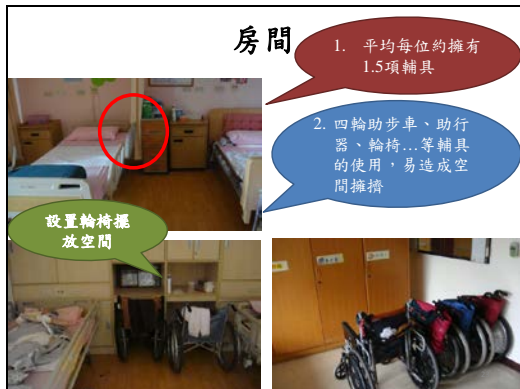 房間
1. 平均每位約擁有
1.5項輔具
2. 四輪助步車、助行
器、輪椅…等輔具
的使用，易造成空
間擁擠
設置輪椅擺
放空間